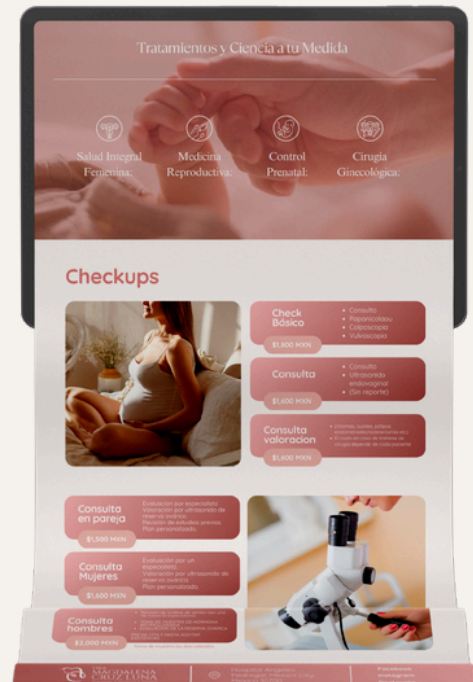 Tratamientos y Ciencia a tu Medida
Salud Integral
Femenina:
Medicina
Reproductiva:
Control
Prenatal:
Cirugía
Ginecológica:
Checkups
Check
Básico
$1,800 MXN
• Consulta
• Papanicolaou
• Colposcopia
• Vulvoscopia
Consulta
$1,600 MXN
• Consulta
• Ultrasonido
endovaginal
• (Sin reporte)
Consulta
valoracion
$1,600 MXN
Consulta
en pareja
$1,500 MXN
Evaluación por especialista
Valoración por ultrasonido de
reserva ovárica.
Revisión de estudios previos.
Plan personalizado.
Consulta
Mujeres
$1,600 MXN
Evaluación por un
especialista.
Valoración por ultrasonido de
reserva ovárica.
Plan personalizado.
Consulta
hombres
$2,000 MXN
MAGDALENA
CRUZ LUNA
Hospital Angeles
Facebook
Instagram